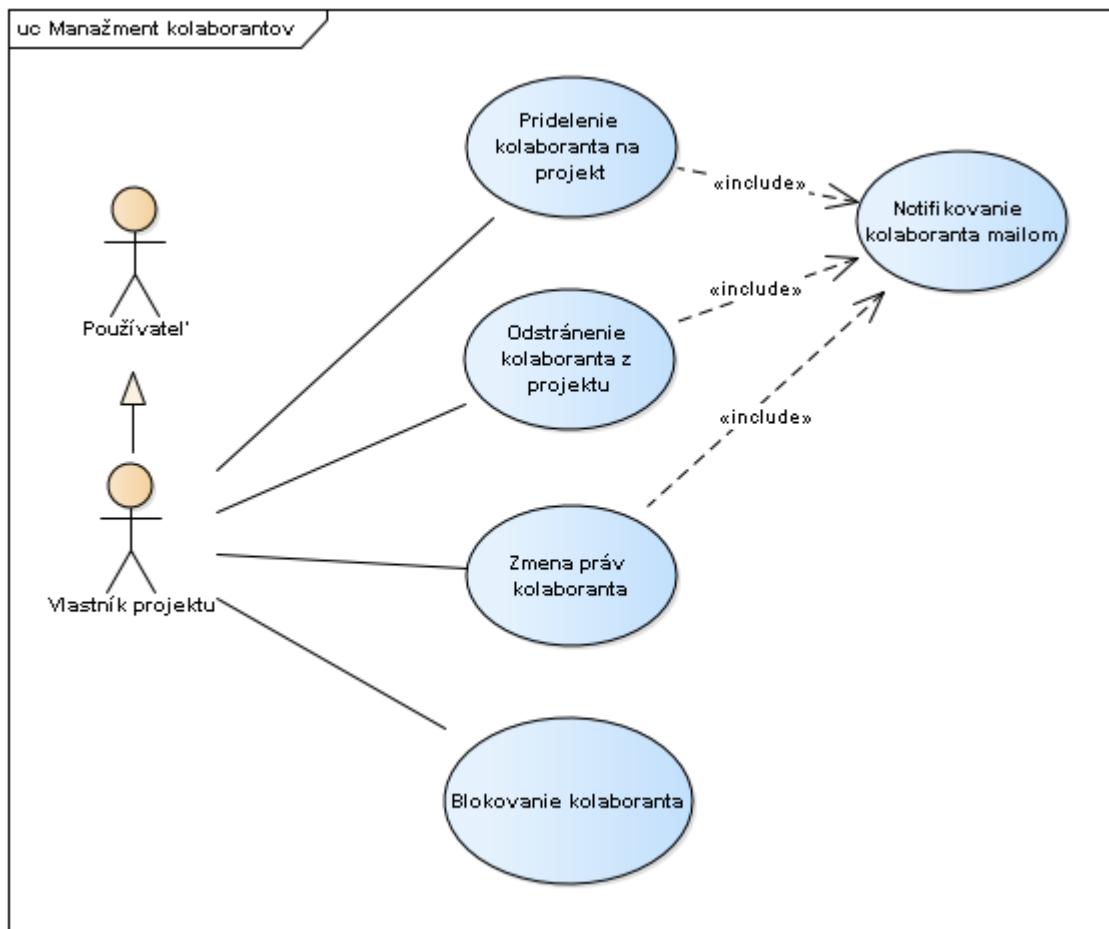 uc Manažment kolaborantov
Pridelenie
kolaboranta na
projekt
«include»
Notifikovanie
kolaboranta mailom
Používateľ
Odstránenie
kolaboranta z
projektu
«include»
«include»
Vlastník projektu
Zmena práv
kolaboranta
Blokovanie kolaboranta